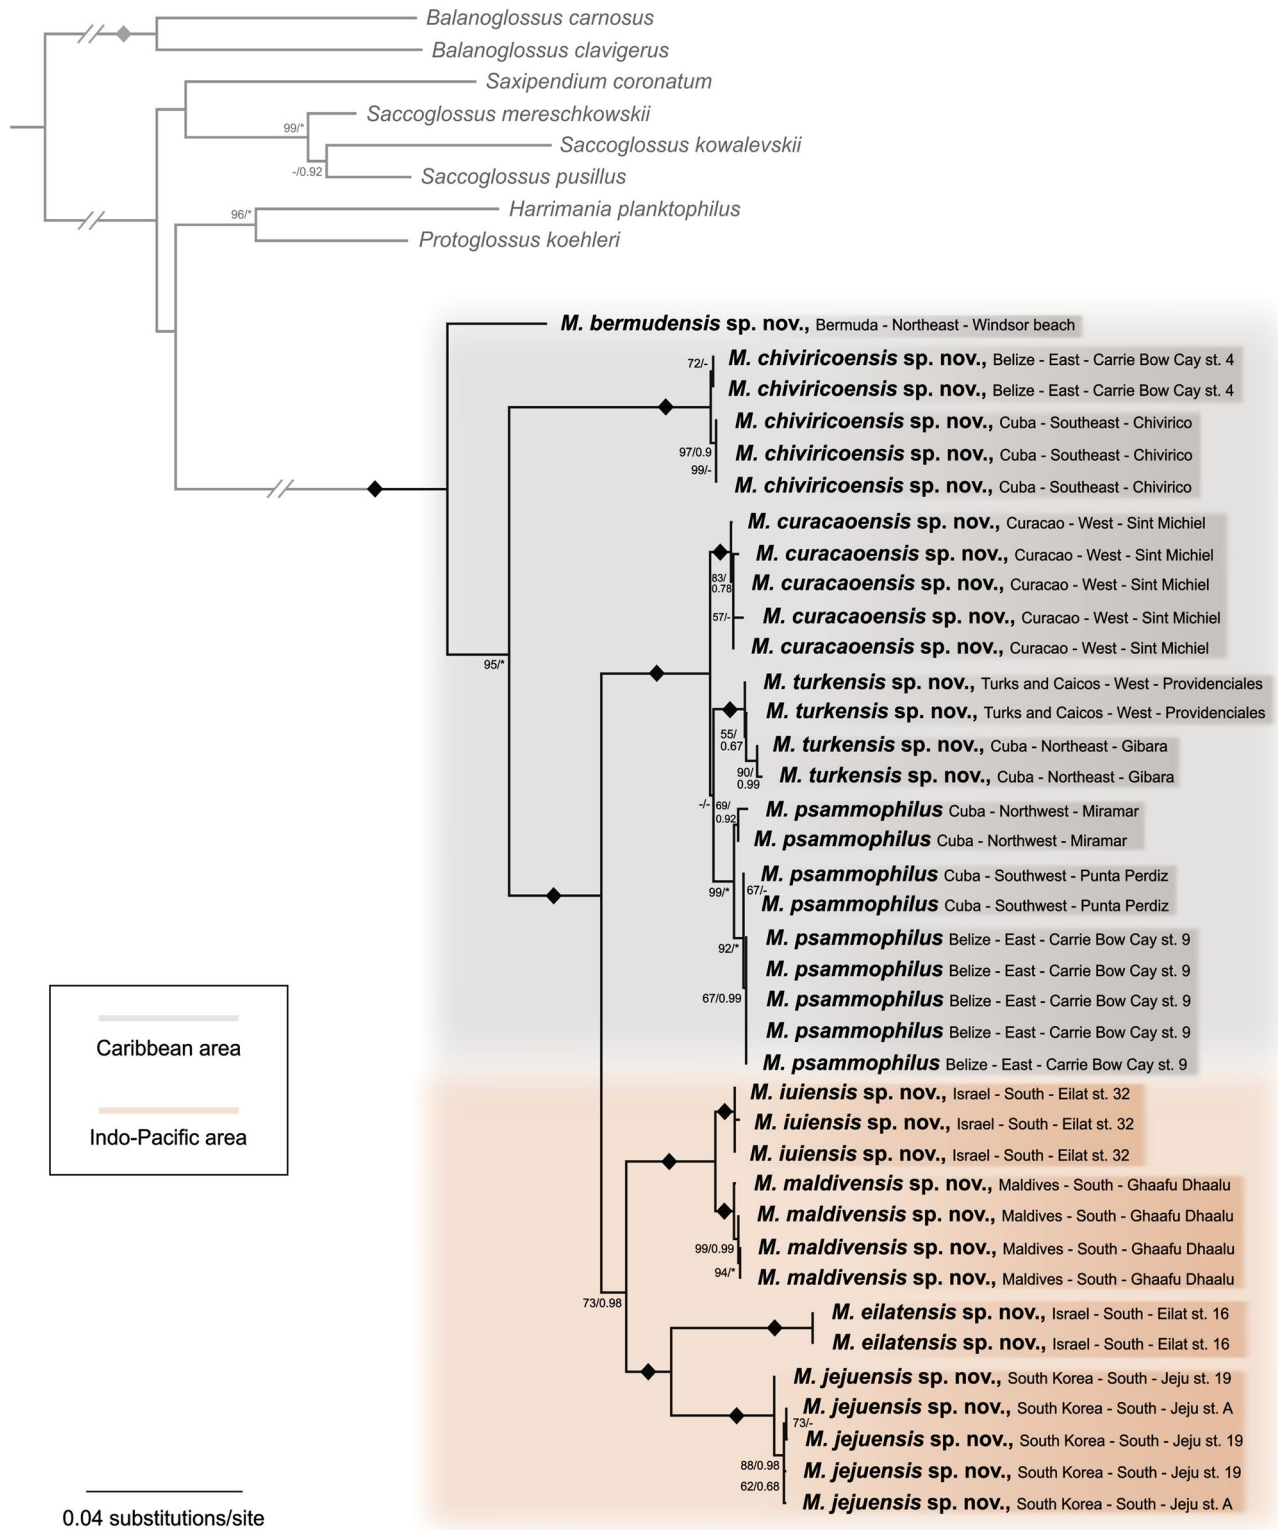 Balanoglossus carnosus
Balanoglossus clavigerus
Saxipendium coronatum
Saccoglossus mereschkowskii
99/*
Saccoglossus kowalevskii
-/0.92
Saccoglossus pusillus
Harrimania planktophilus
96/*
Protoglossus koehleri
M. bermudensis sp. nov., Bermuda - Northeast - Windsor beach
M. chiviricoensis sp. nov., Belize - East - Carrie Bow Cay st. 4
72/-
M. chiviricoensis sp. nov., Belize - East - Carrie Bow Cay st. 4
M. chiviricoensis sp. nov., Cuba - Southeast - Chivirico
97/0.9
M. chiviricoensis sp. nov., Cuba - Southeast - Chivirico
99/-
M. chiviricoensis sp. nov., Cuba - Southeast - Chivirico
M. curacaoensis sp. nov., Curacao - West - Sint Michiel
M. curacaoensis sp. nov., Curacao - West - Sint Michiel
83/
0.78
M. curacaoensis sp. nov., Curacao - West - Sint Michiel
57/-
M. curacaoensis sp. nov., Curacao - West - Sint Michiel
M. curacaoensis sp. nov., Curacao - West - Sint Michiel
95/*
M. turkensis sp. nov., Turks and Caicos - West - Providenciales
M. turkensis sp. nov., Turks and Caicos - West - Providenciales
55/
0.67
M. turkensis sp. nov., Cuba - Northeast - Gibara
90/
0.99
M. turkensis sp. nov., Cuba - Northeast - Gibara
-/-
69/
0.92
M. psammophilus Cuba - Northwest - Miramar
M. psammophilus Cuba - Northwest - Miramar
M. psammophilus Cuba - Southwest - Punta Perdiz
99/*
67/-
M. psammophilus Cuba - Southwest - Punta Perdiz
M. psammophilus Belize - East - Carrie Bow Cay st. 9
92/*
M. psammophilus Belize - East - Carrie Bow Cay st. 9
67/0.99
M. psammophilus Belize - East - Carrie Bow Cay st. 9
M. psammophilus Belize - East - Carrie Bow Cay st. 9
M. psammophilus Belize - East - Carrie Bow Cay st. 9
Caribbean area
Indo-Pacific area
M. iuiensis sp. nov., Israel - South - Eilat st. 32
M. iuiensis sp. nov., Israel - South - Eilat st. 32
M. iuiensis sp. nov., Israel - South - Eilat st. 32
M. maldivensis sp. nov., Maldives - South - Ghaafu Dhaalu
M. maldivensis sp. nov., Maldives - South - Ghaafu Dhaalu
99/0.99
M. maldivensis sp. nov., Maldives - South - Ghaafu Dhaalu
94/*
M. maldivensis sp. nov., Maldives - South - Ghaafu Dhaalu
73/0.98
M. eilatensis sp. nov., Israel - South - Eilat st. 16
M. eilatensis sp. nov., Israel - South - Eilat st. 16
M. jejuensis sp. nov., South Korea - South - Jeju st. 19
M. jejuensis sp. nov., South Korea - South - Jeju st. A
73/-
M. jejuensis sp. nov., South Korea - South - Jeju st. 19
88/0.98
M. jejuensis sp. nov., South Korea - South - Jeju st. 19
62/0.68
M. jejuensis sp. nov., South Korea - South - Jeju st. A
0.04 substitutions/site